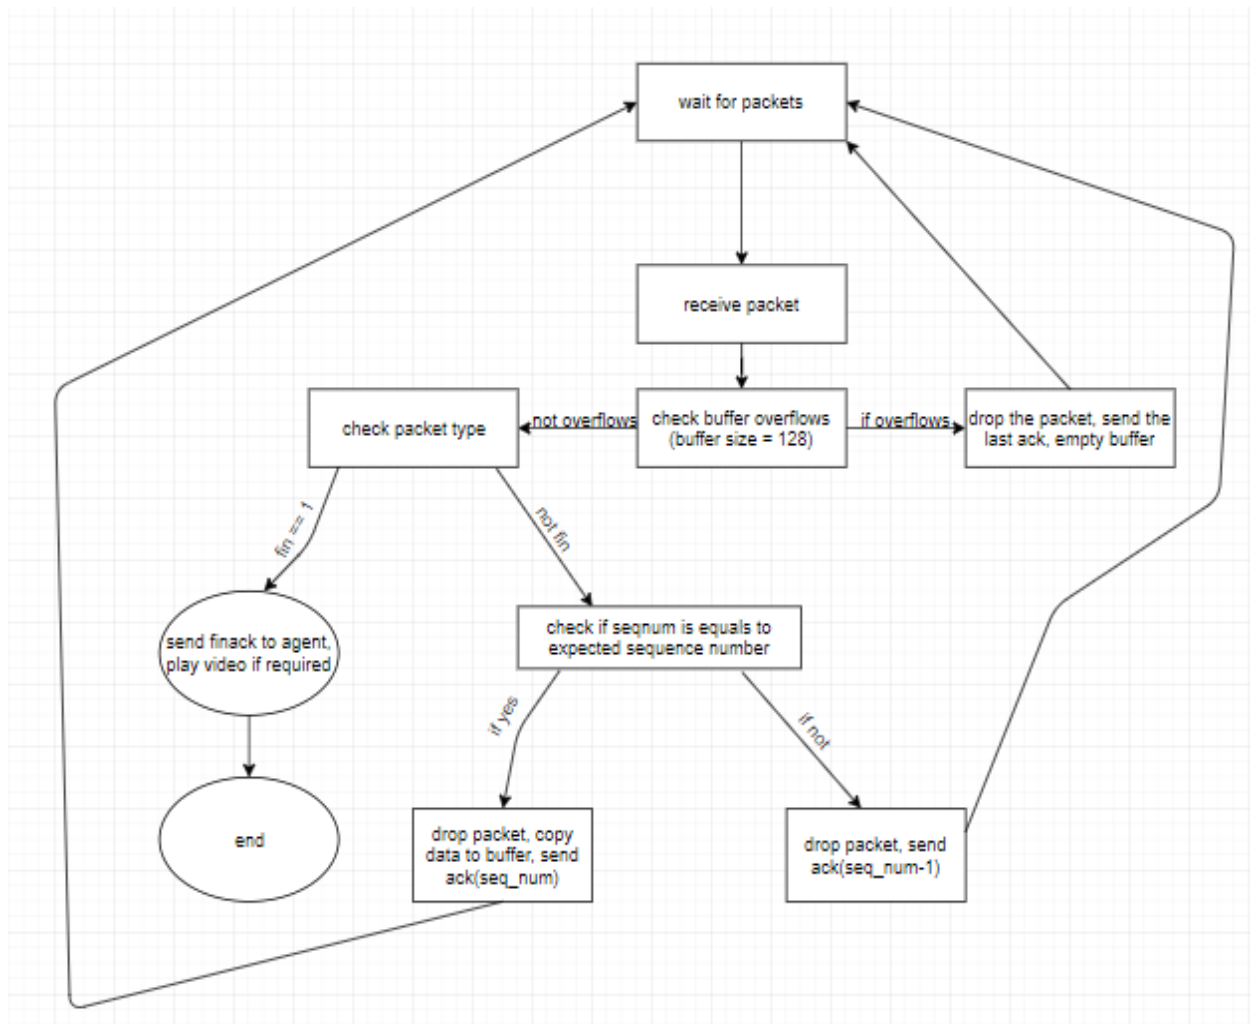 wait for packets
receive packet
check packet type
not overflows
check buffer overflows
(buffer size = 128)
if overflows
drop the packet, send the
last ack, empty buffer
fin == 1
not fin
send finack to agent,
play video if required
check if seqnum is equals to
expected sequence number
if yes
if not
end
drop packet, copy
data to buffer, send
ack(seq_num)
drop packet, send
ack(seq_num-1)